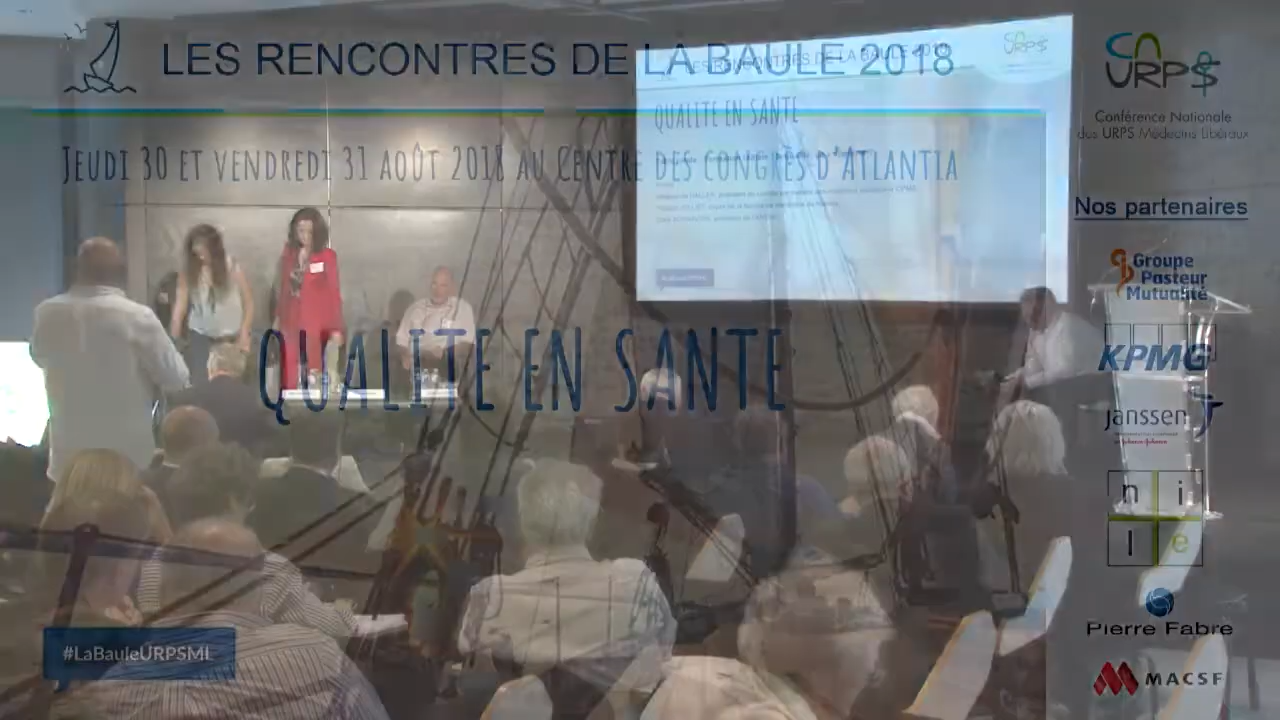 LES RENCONTRES DE LA BAULE 2018
JEUDI 30 ET VENDREDI 31 AOÛT 2018 AU CENTRE DES CONGRÈS D'ATLANTIA
QUALITE EN SANTE
#LaBauleURPSML
URPS
QUALITE EN SANTE
URPS
Conférence Nationale
des URPS Médecins Libéraux
Nos partenaires
Groupe
Pasteur
Mutualité
KPMG
janssen
n i
l e
Pierre Fabre
MACSF